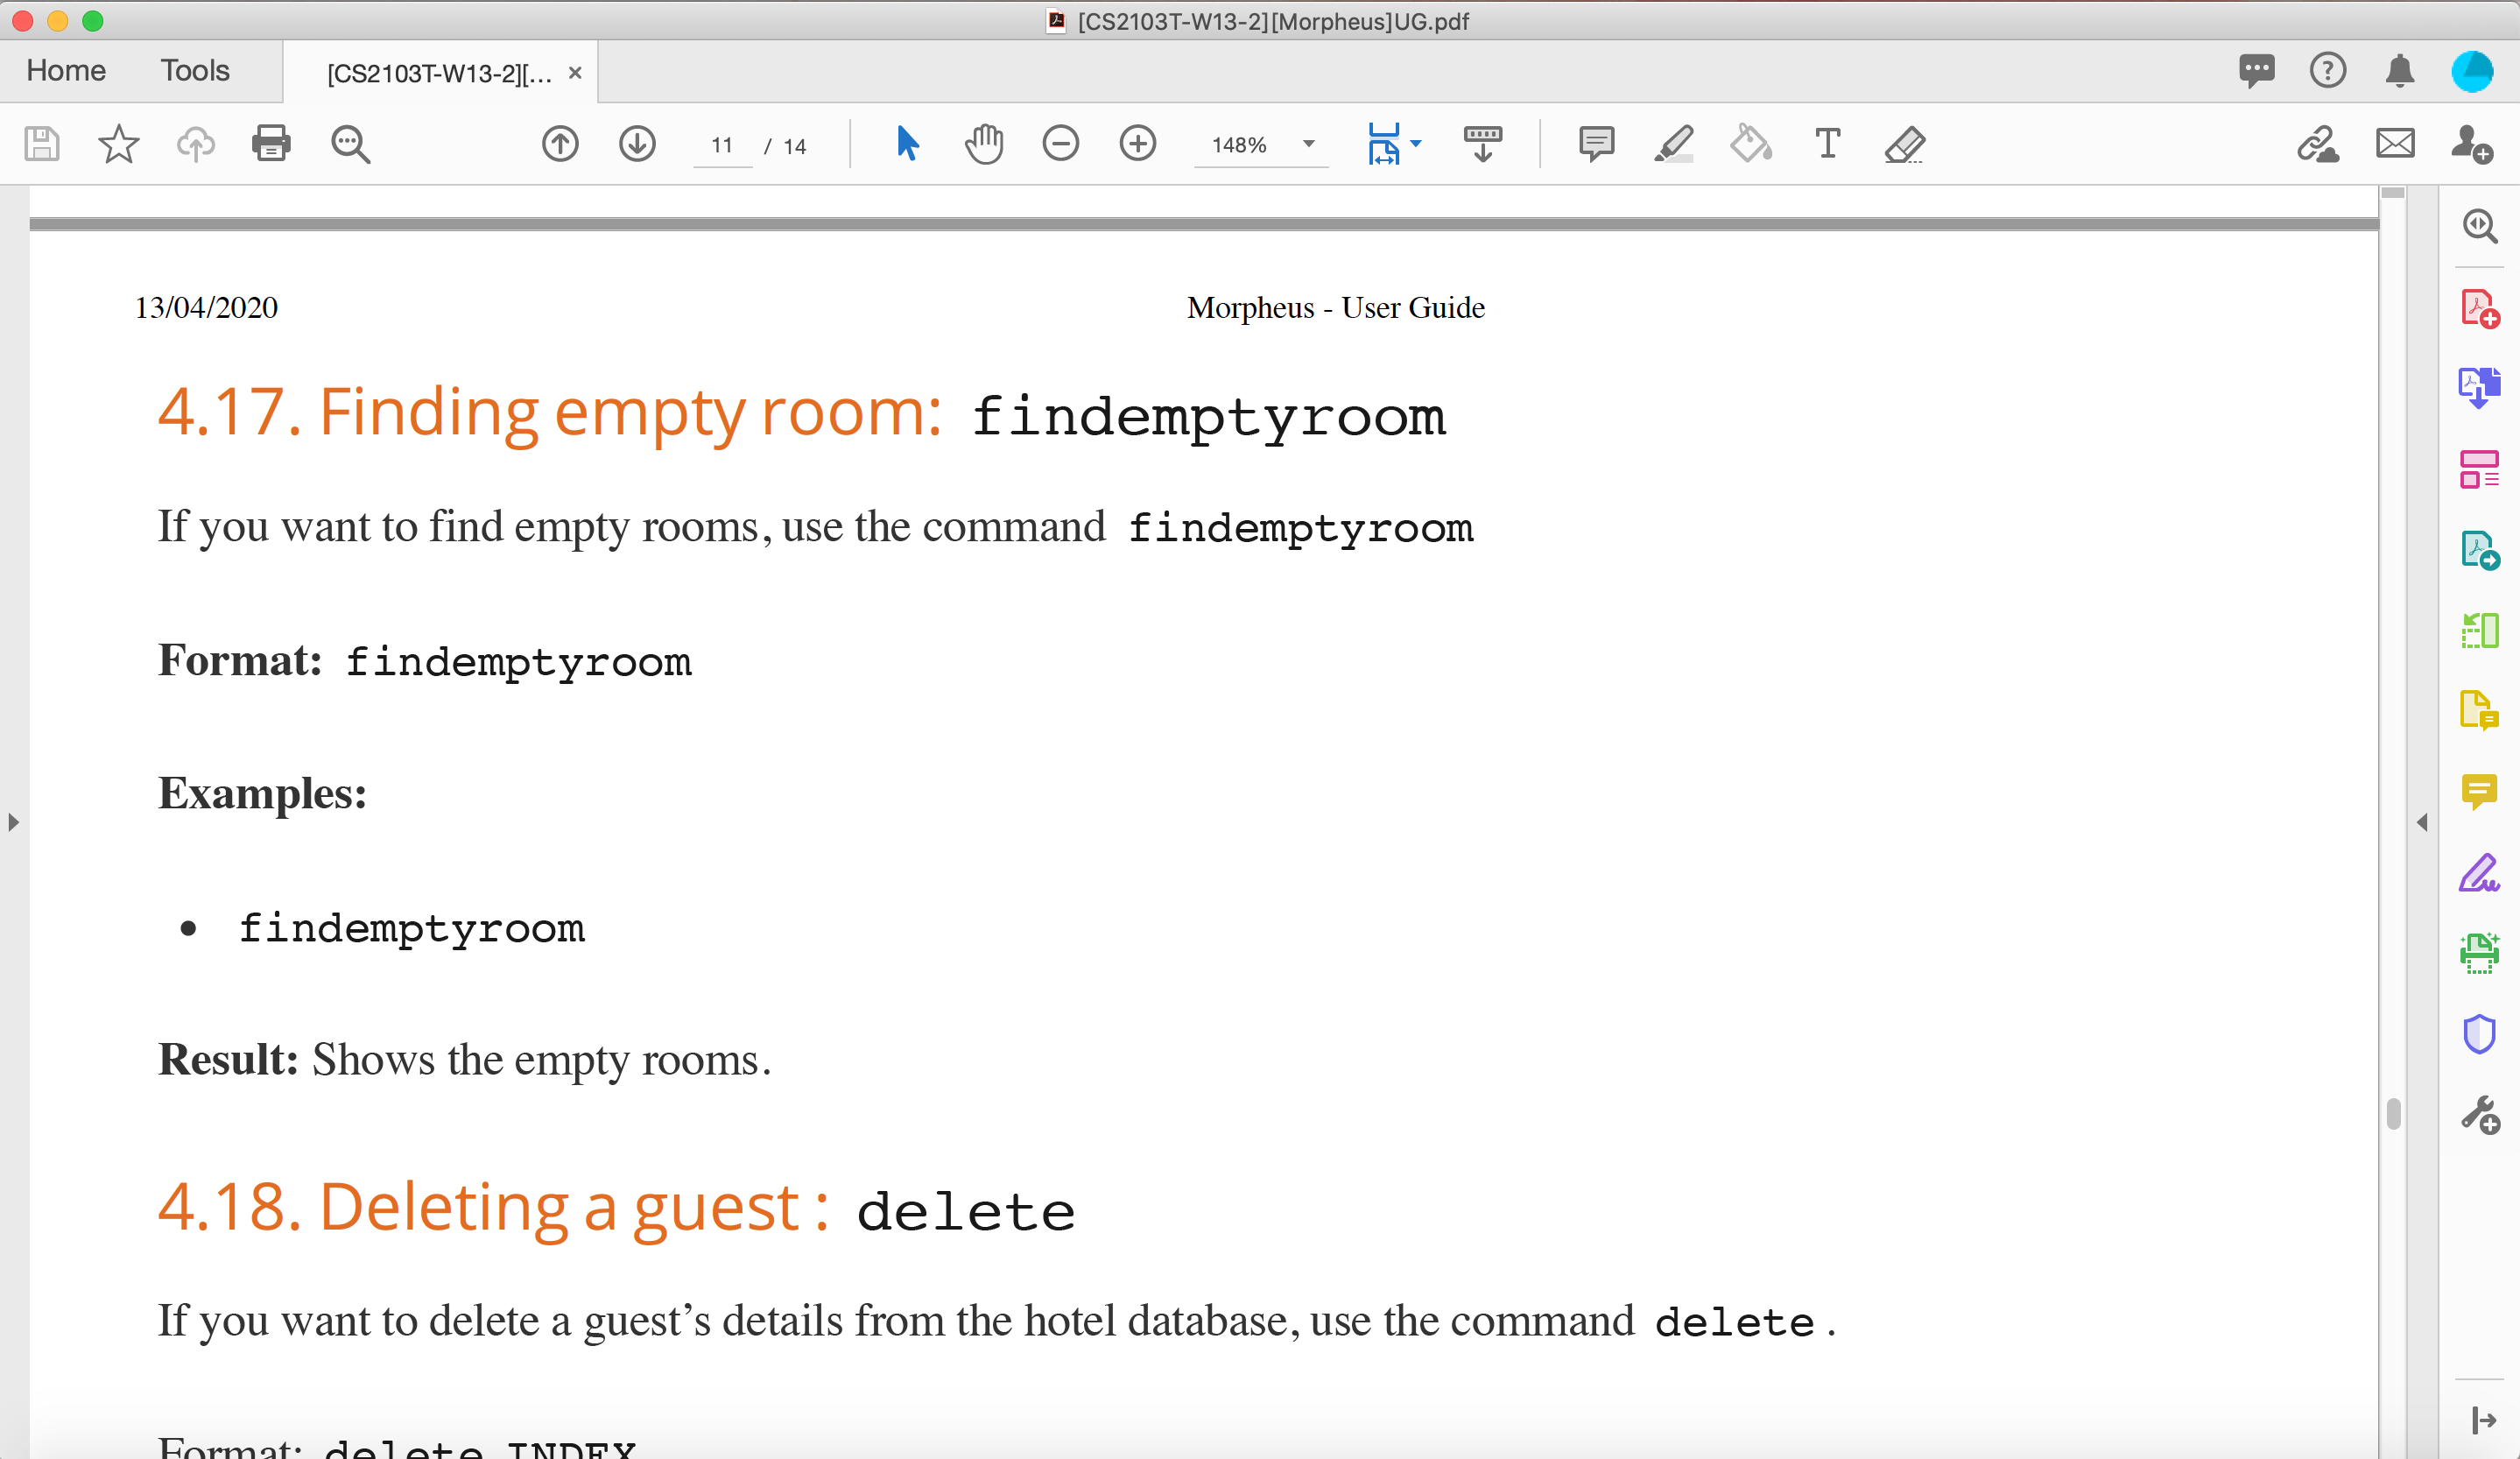 [CS2103T-W13-2][Morpheus]UG.pdf
Home Tools [CS2103T-W13-2][... ×
11 / 14 148%
13/04/2020 Morpheus - User Guide
4.17. Finding empty room: findemptyroom
If you want to find empty rooms, use the command findemptyroom
Format: findemptyroom
Examples:
• findemptyroom
Result: Shows the empty rooms.
4.18. Deleting a guest : delete
If you want to delete a guest’s details from the hotel database, use the command delete .
Format: delete INDEX